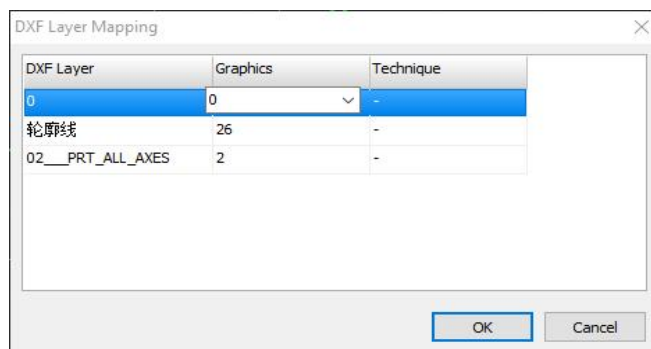 DXF Layer Mapping
DXF Layer Graphics Technique
0 0 -
轮廓线 26 -
02___PRT_ALL_AXES 2 -
OK Cancel